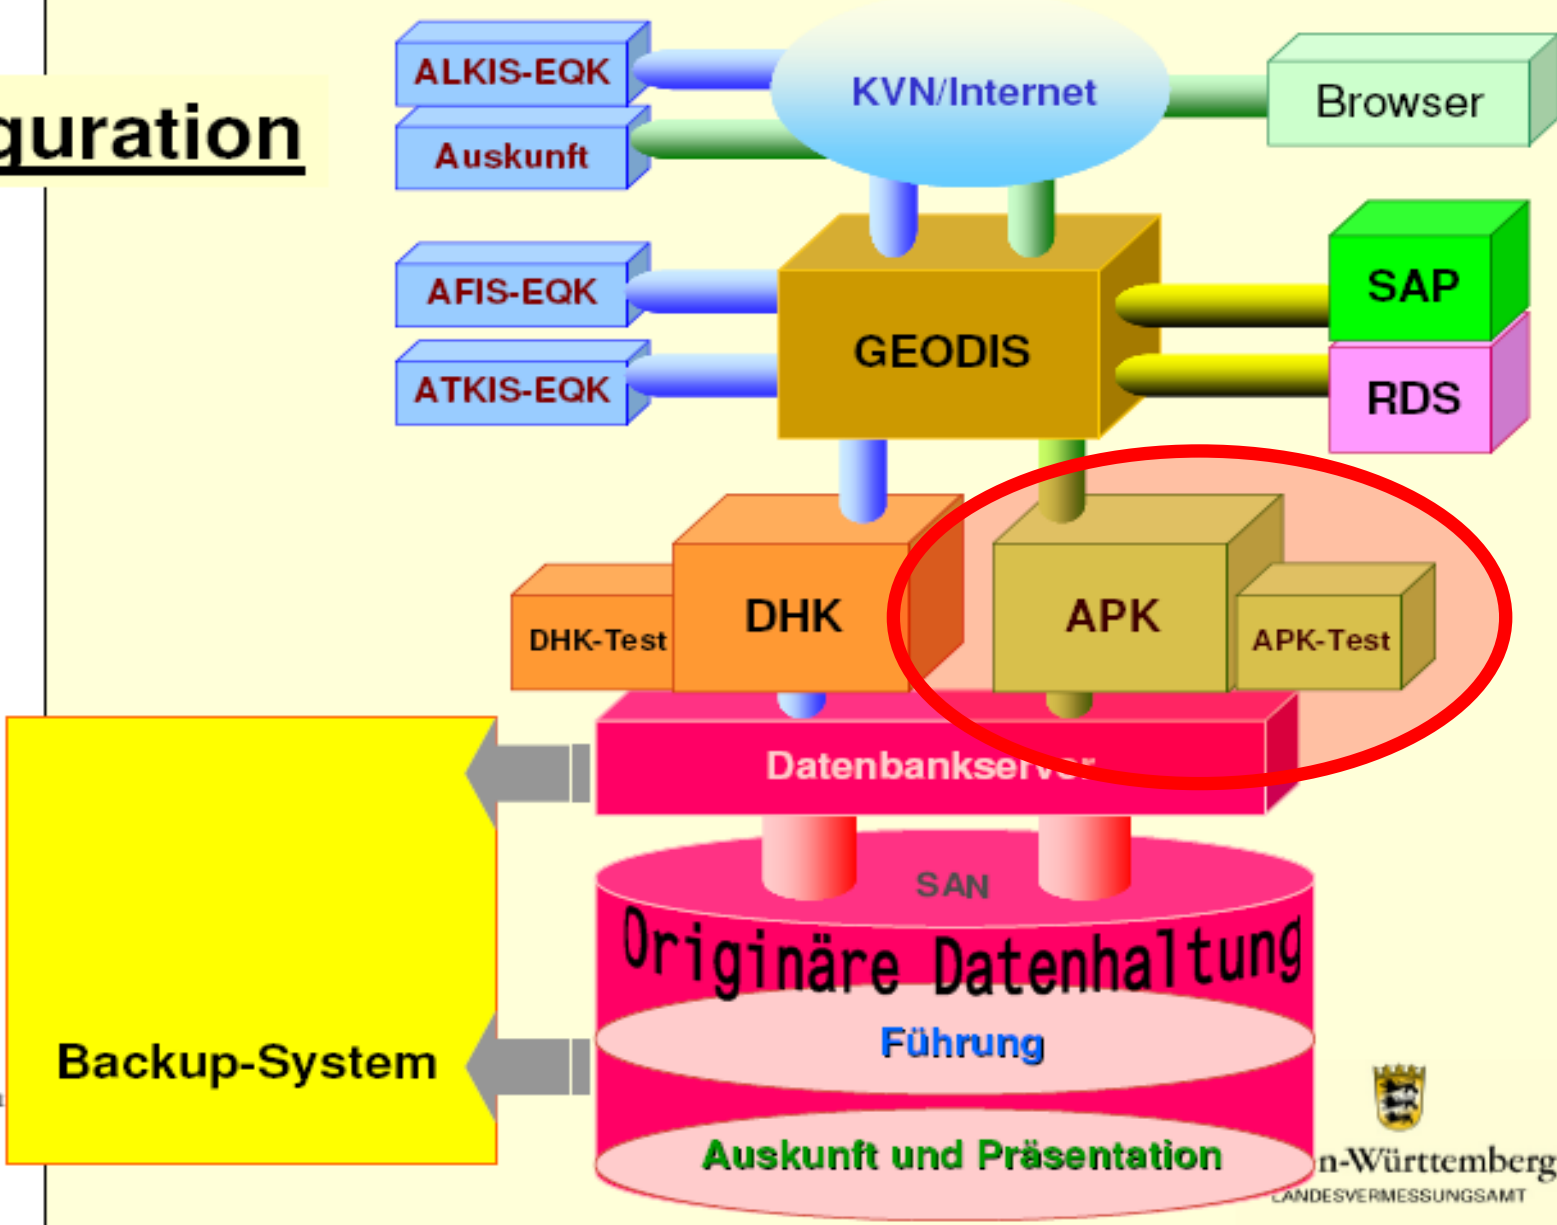 guration
ALKIS-EQK
KVN/Internet
Browser
Auskunft
AFIS-EQK
SAP
GEODIS
ATKIS-EQK
RDS
DHK
APK
DHK-Test
APK-Test
Datenbankserver
SAN
Originäre Datenhaltung
Führung
Backup-System
Auskunft und Präsentation
n-Württemberg
LANDESVERMESSUNGSAMT